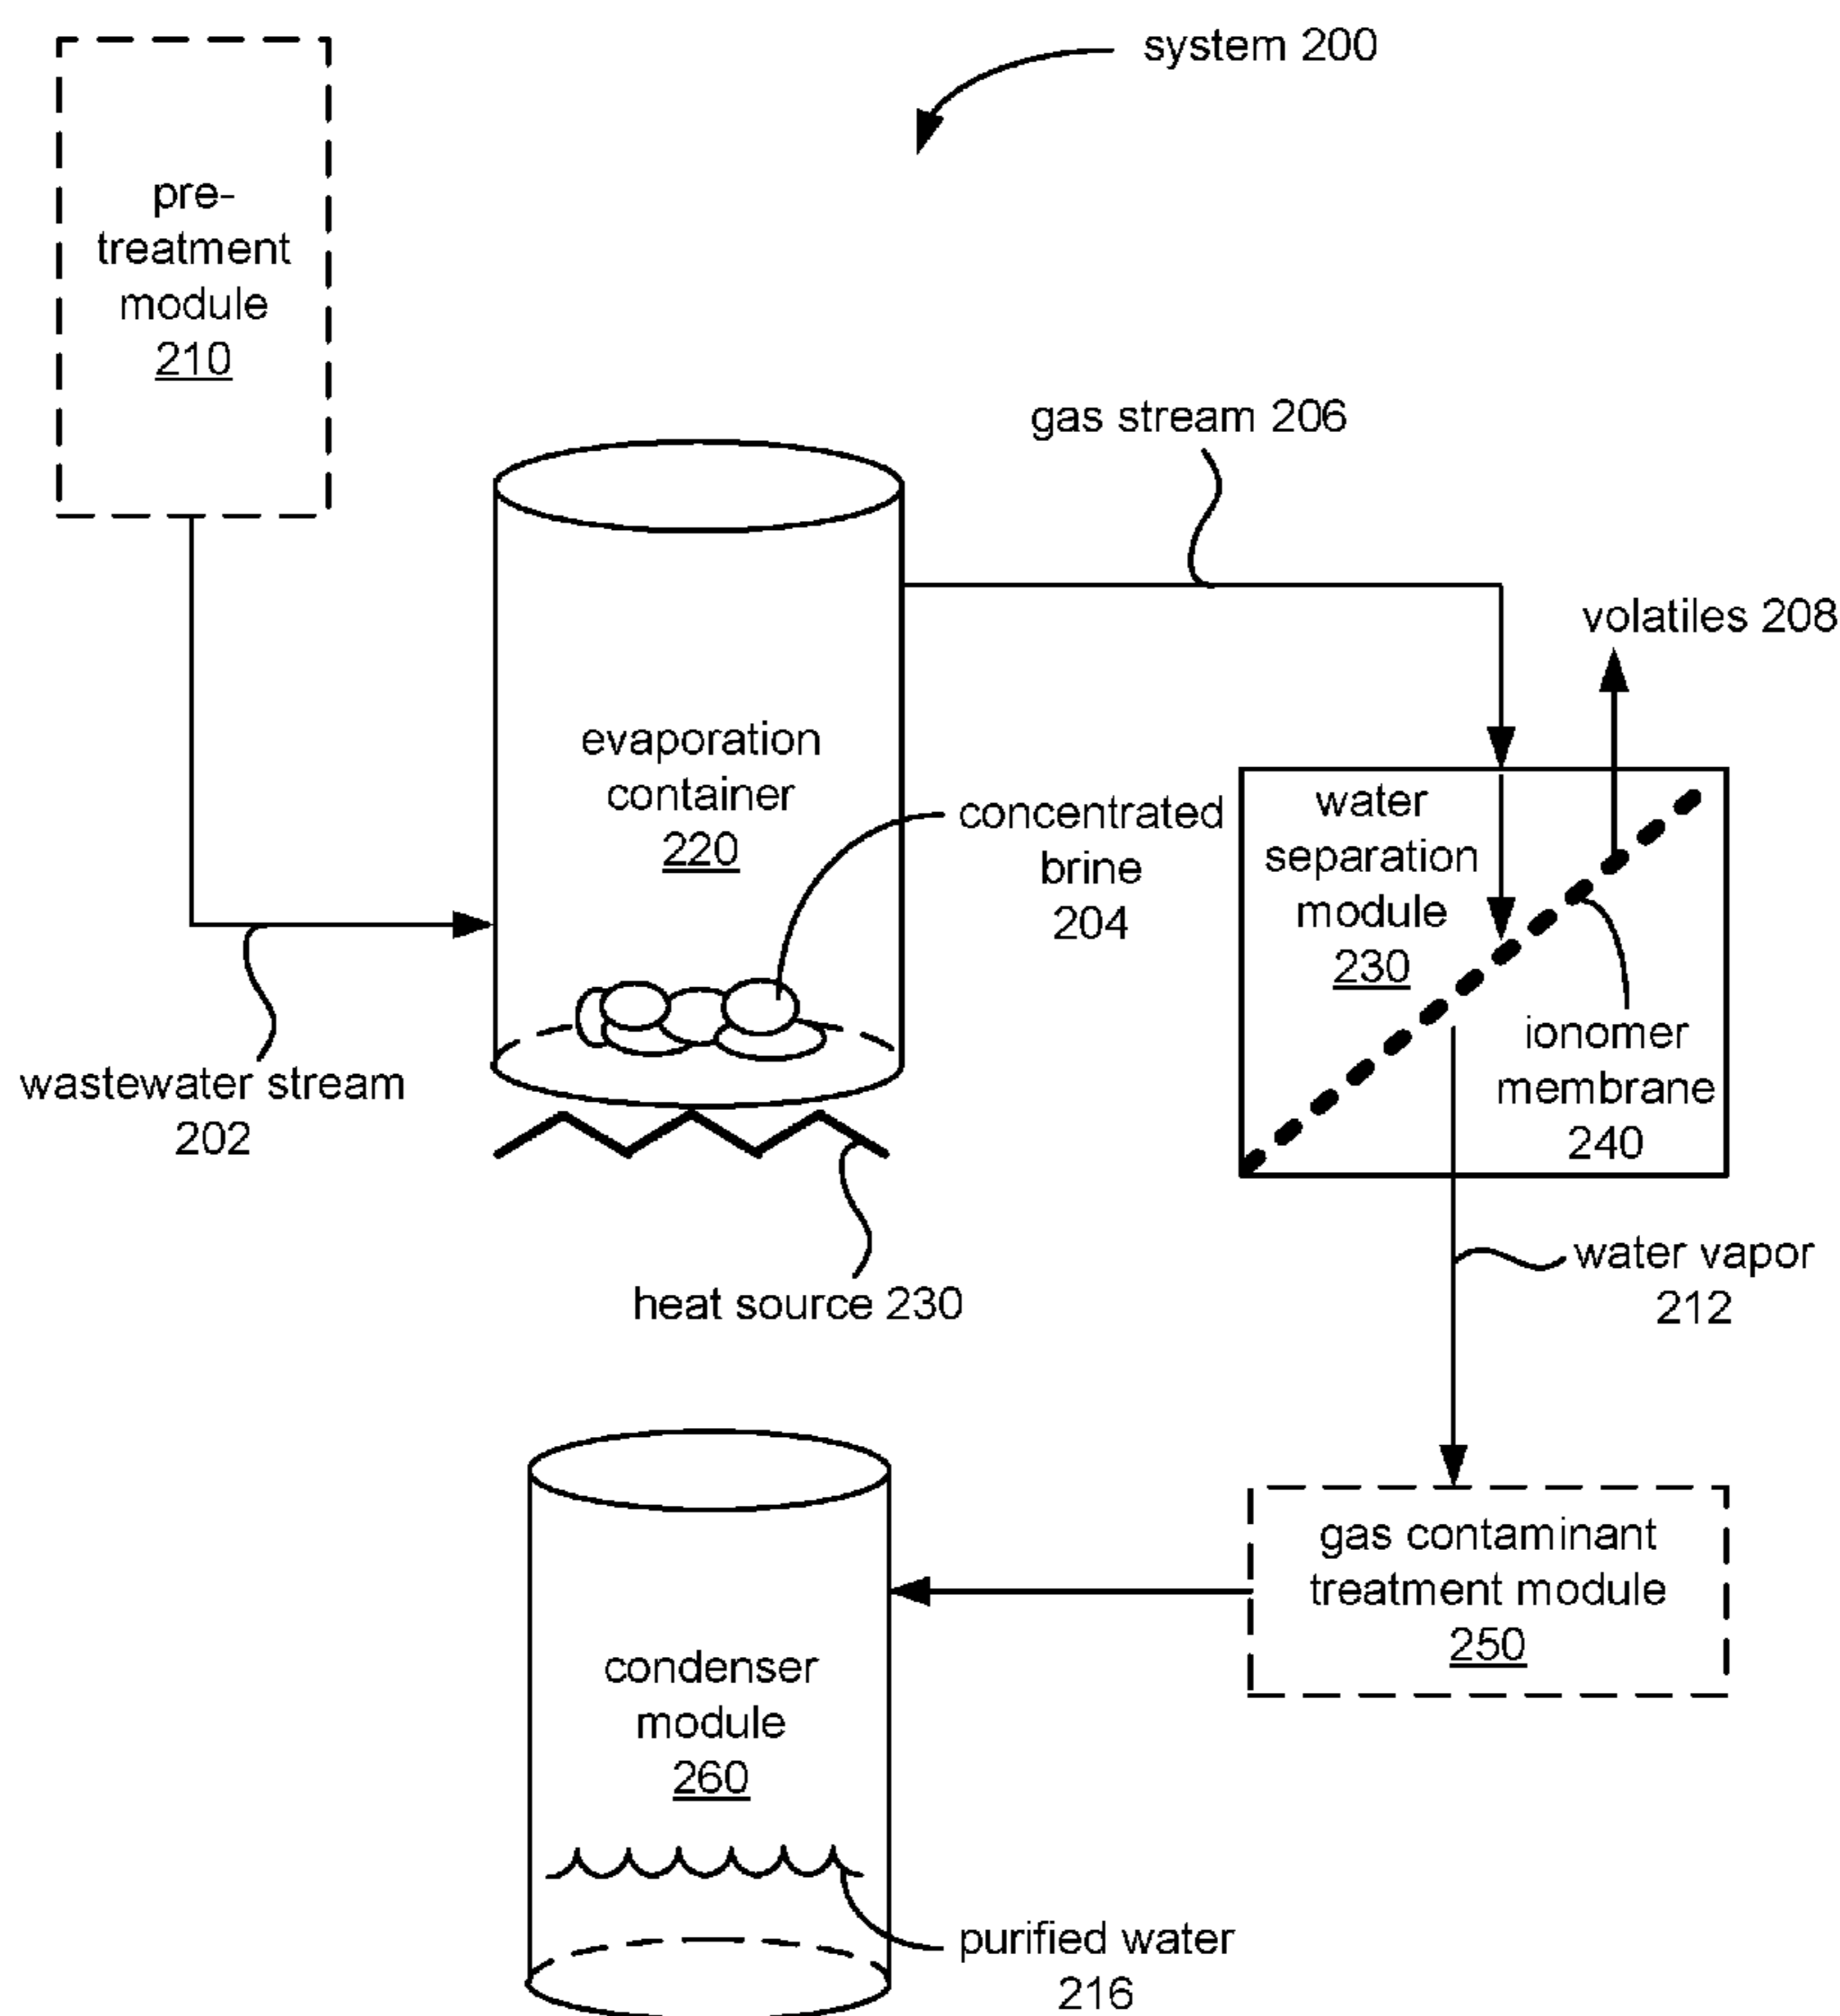 system 200
pre-
treatment
module
210
gas stream 206
volatiles 208
evaporation
container
220
concentrated
brine
204
water
separation
module
230
ionomer
membrane
240
wastewater stream
202
heat source 230
water vapor
212
gas contaminant
treatment module
250
condenser
module
260
purified water
216